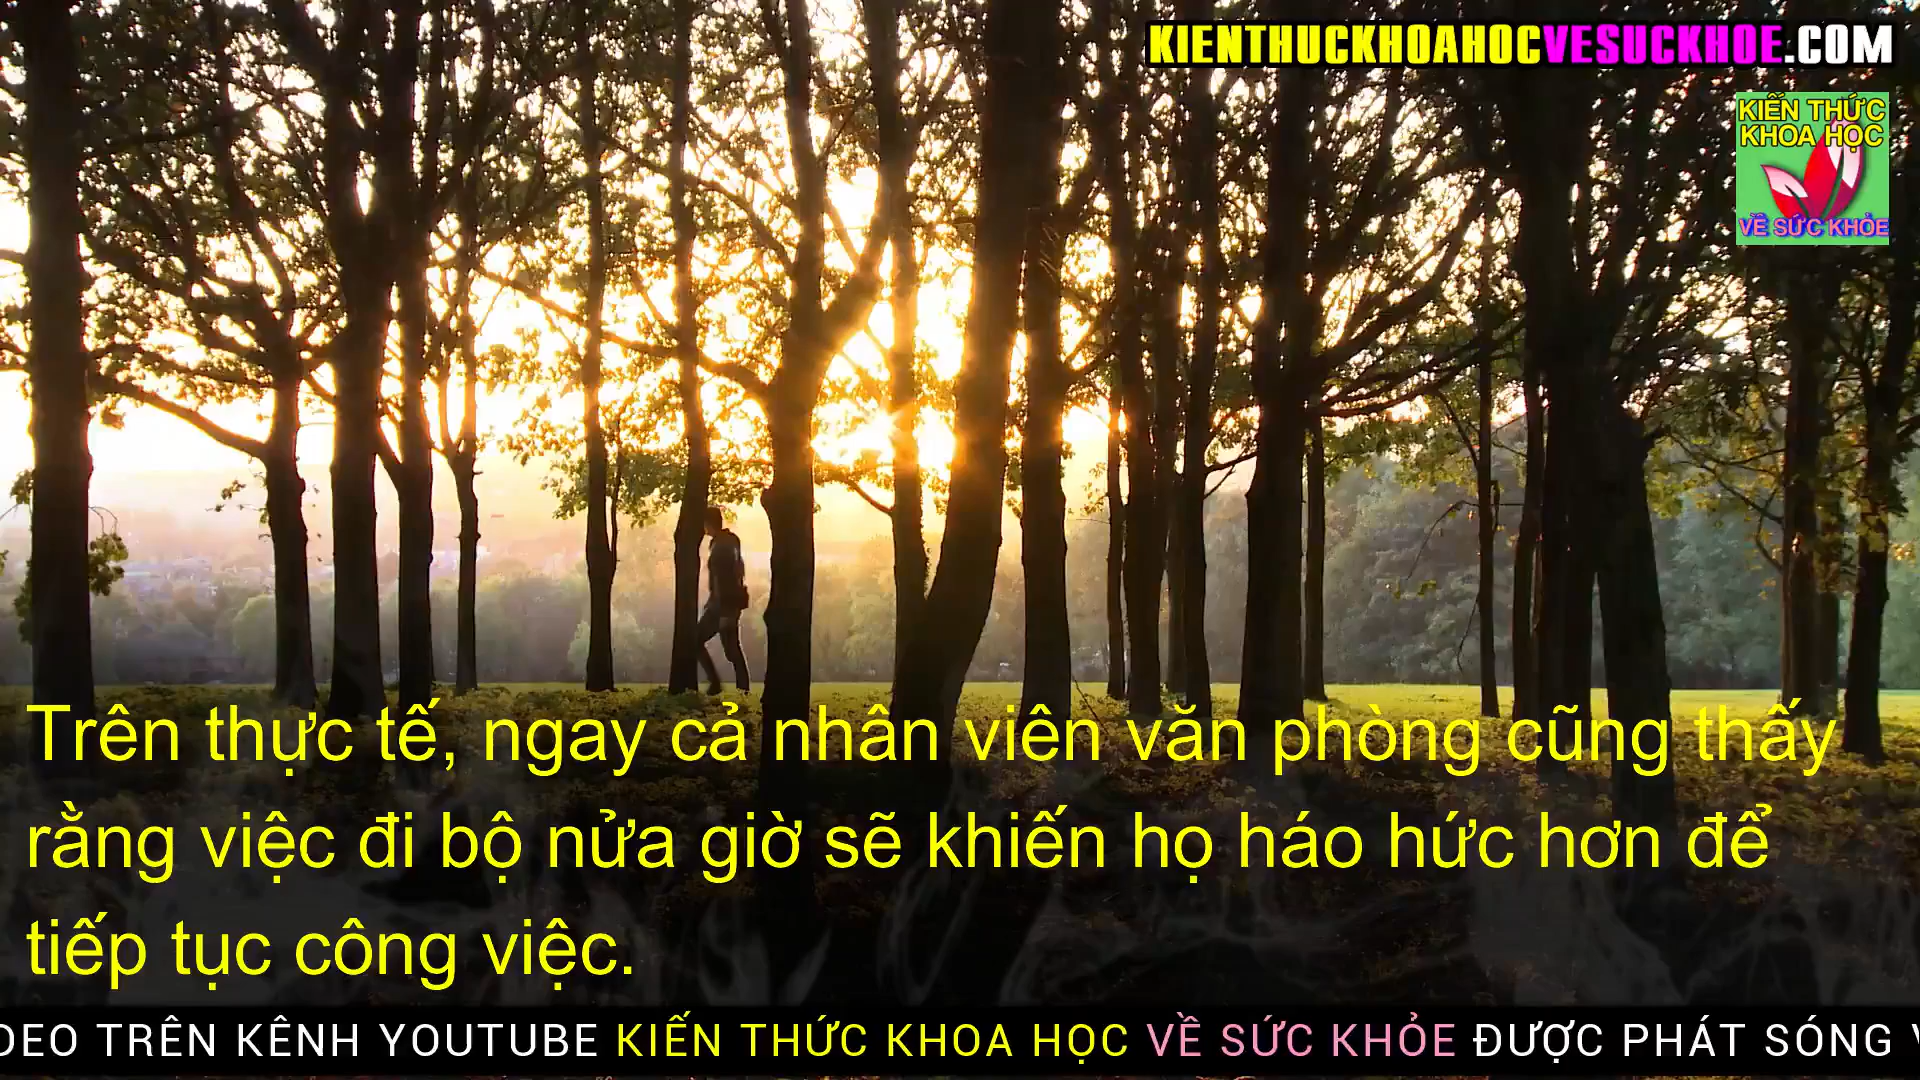 KIENTHUCKHOAHOCVESUCKHOE.COM
KIẾN THỨC
KHOA HỌC
VỀ SỨC KHỎE
Trên thực tế, ngay cả nhân viên văn phòng cũng thấy
rằng việc đi bộ nửa giờ sẽ khiến họ háo hức hơn để
tiếp tục công việc.
DEO TRÊN KÊNH YOUTUBE KIẾN THỨC KHOA HỌC VỀ SỨC KHỎE ĐƯỢC PHÁT SÓNG